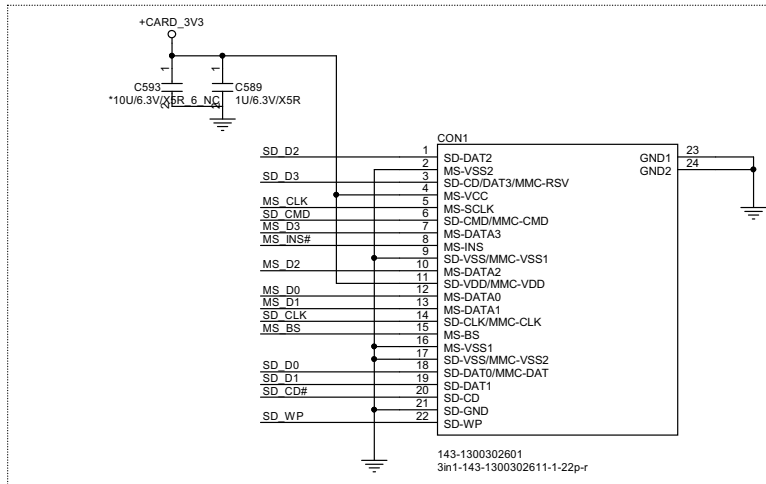 +CARD_3V3
1
1
C593
C589
*10U/6.3V/X5R_6_NC
1U/6.3V/X5R
2
2
CON1
SD_D2 1 SD-DAT2 GND1 23
2 MS-VSS2 GND2 24
SD_D3 3 SD-CD/DAT3/MMC-RSV
4 MS-VCC
MS_CLK 5 MS-SCLK
SD_CMD 6 SD-CMD/MMC-CMD
MS_D3 7 MS-DATA3
MS_INS# 8 MS-INS
9 SD-VSS/MMC-VSS1
MS_D2 10 MS-DATA2
11 SD-VDD/MMC-VDD
MS_D0 12 MS-DATA0
MS_D1 13 MS-DATA1
SD_CLK 14 SD-CLK/MMC-CLK
MS_BS 15 MS-BS
16 MS-VSS1
17 SD-VSS/MMC-VSS2
SD_D0 18 SD-DAT0/MMC-DAT
SD_D1 19 SD-DAT1
SD_CD# 20 SD-CD
21 SD-GND
SD_WP 22 SD-WP
143-1300302601
3in1-143-1300302611-1-22p-r